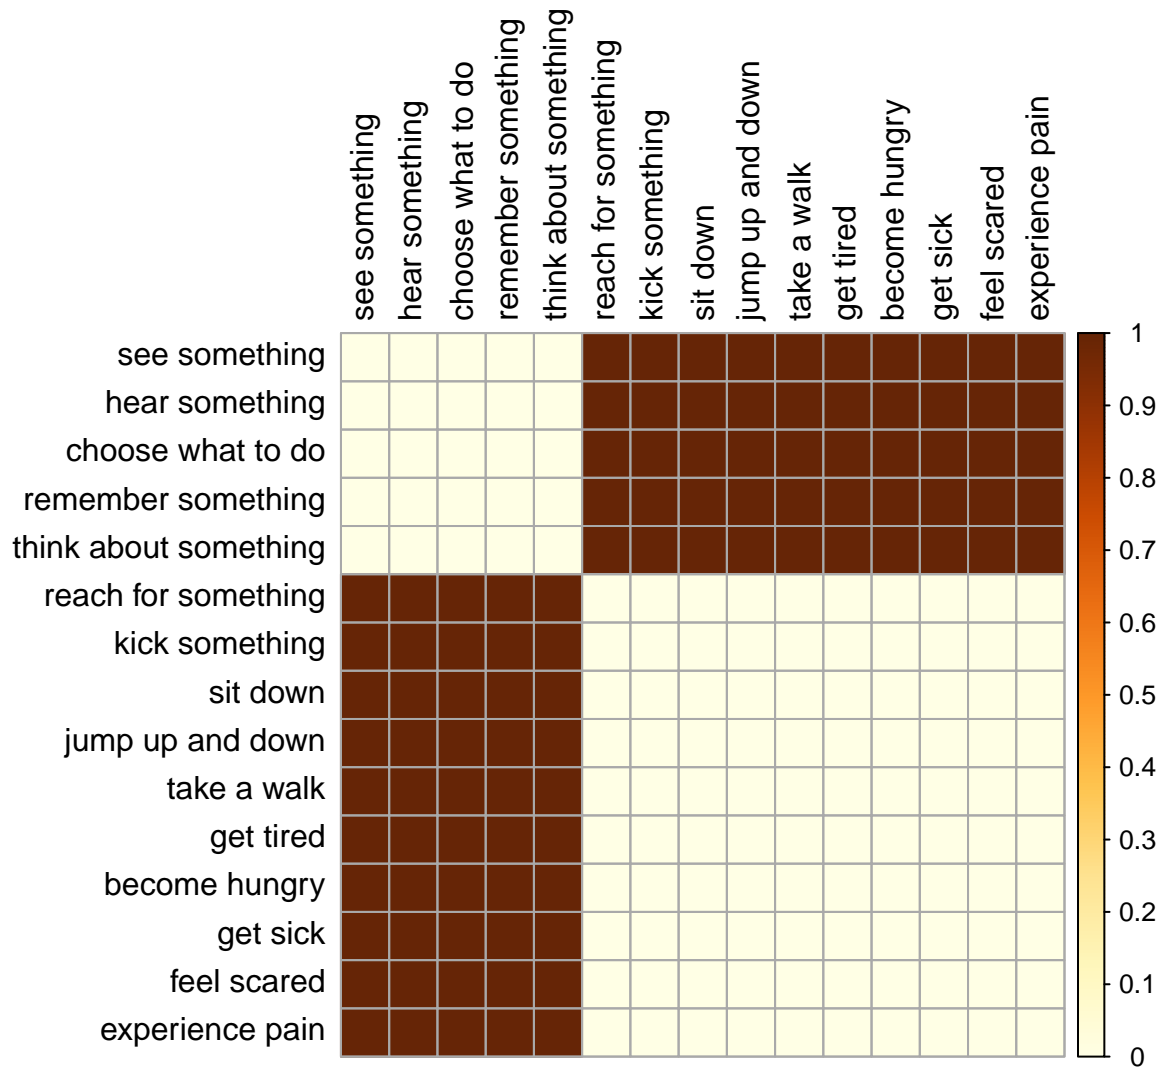 see something
hear something
choose what to do
remember something
think about something
reach for something
kick something
sit down
jump up and down
take a walk
get tired
become hungry
get sick
feel scared
experience pain
see something
hear something
choose what to do
remember something
think about something
reach for something
kick something
sit down
jump up and down
take a walk
get tired
become hungry
get sick
feel scared
experience pain
1
0.9
0.8
0.7
0.6
0.5
0.4
0.3
0.2
0.1
0